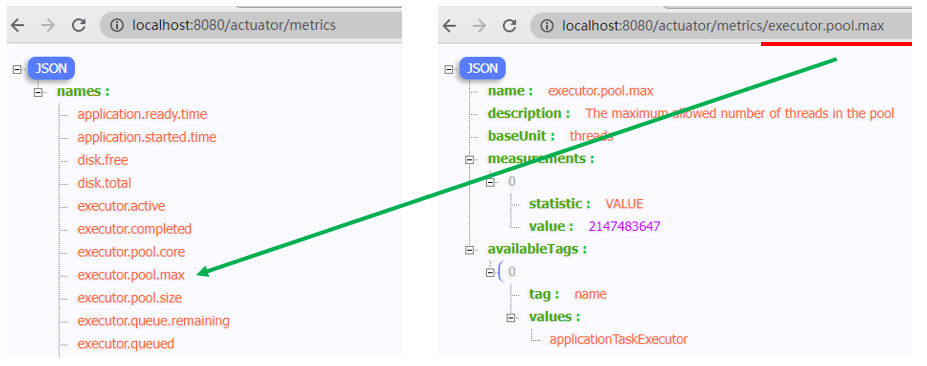 localhost:8080/actuator/metrics
JSON
names :
application.ready.time
application.started.time
disk.free
disk.total
executor.active
executor.completed
executor.pool.core
executor.pool.max
executor.pool.size
executor.queue.remaining
executor.queued
localhost:8080/actuator/metrics/executor.pool.max
JSON
name : executor.pool.max
description : The maximum allowed number of threads in the pool
baseUnit : threads
measurements :
0
statistic : VALUE
value : 2147483647
availableTags :
0
tag : name
values :
applicationTaskExecutor